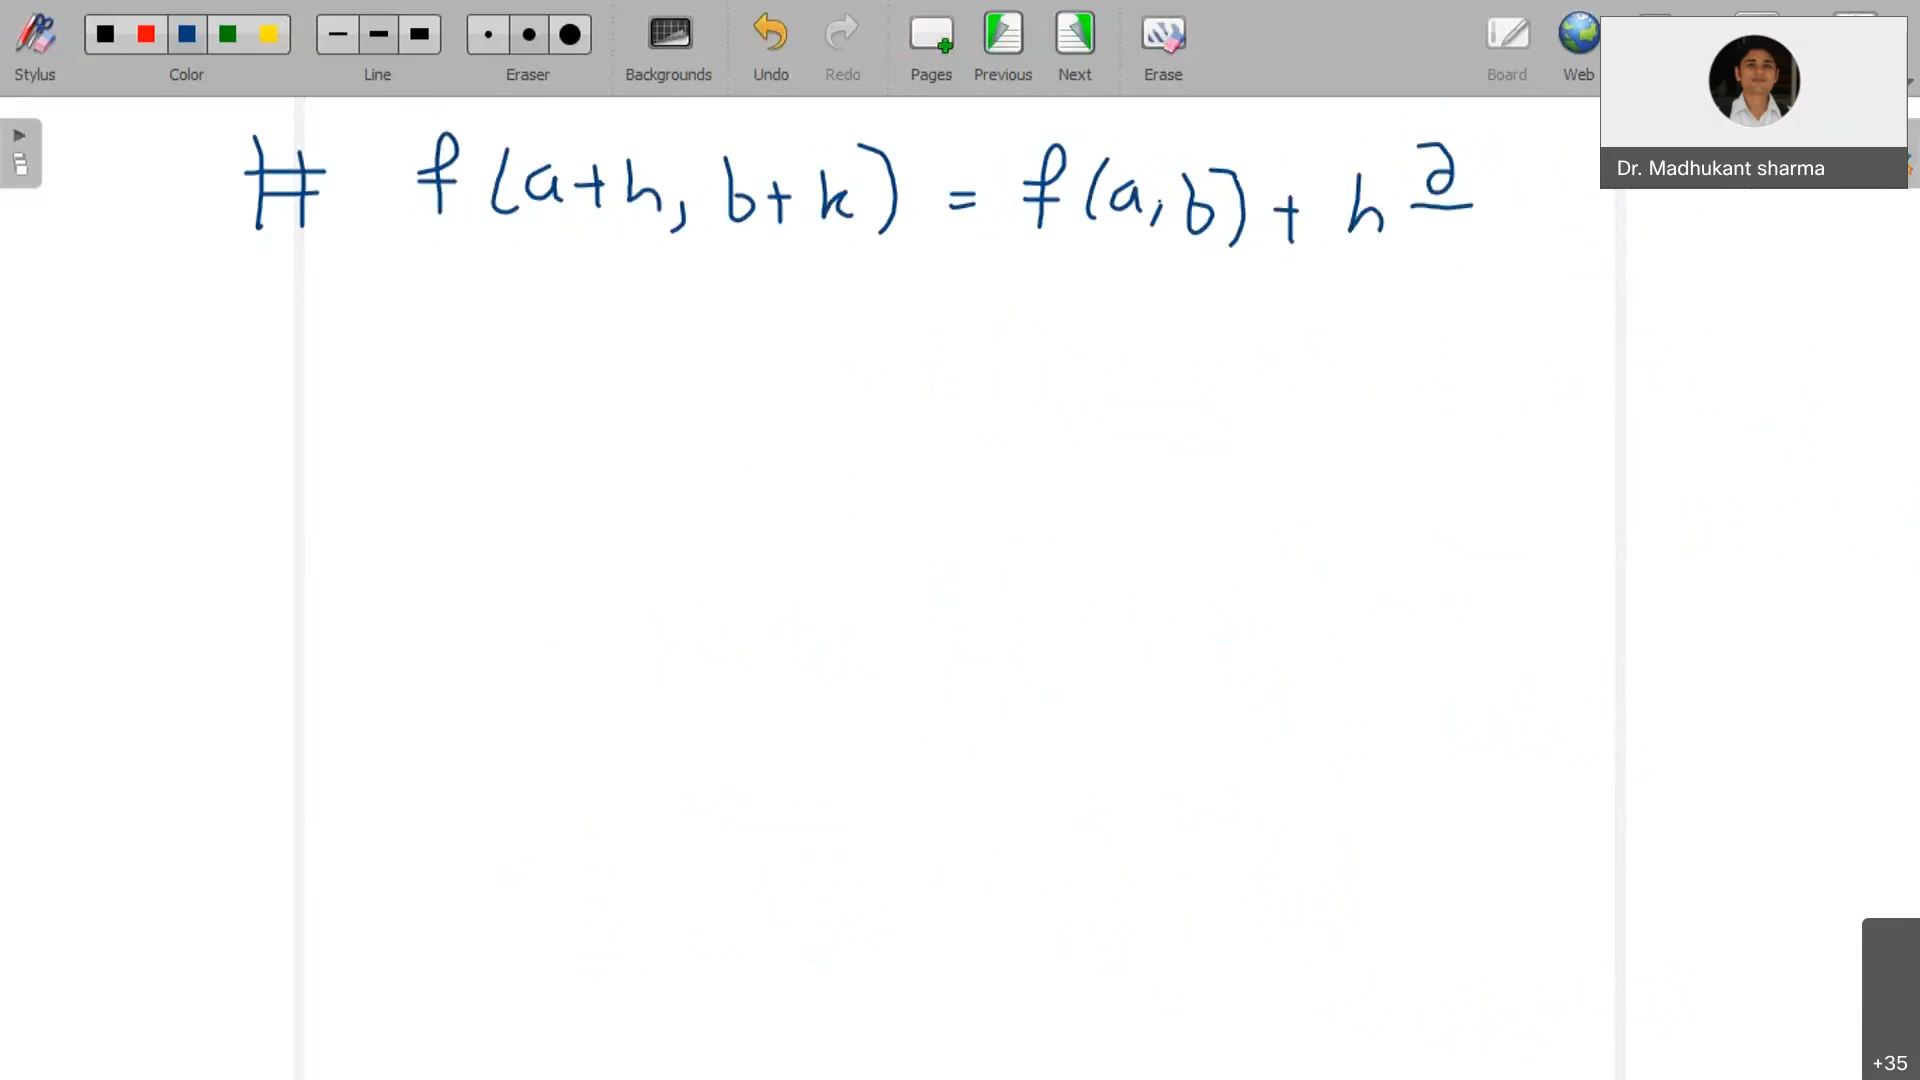 Stylus Color Line Eraser Backgrounds Undo Redo Pages Previous Next Erase Board Web
Dr. Madhukant sharma
# f(a+h, b+k) = f(a,b) + h ∂
+35